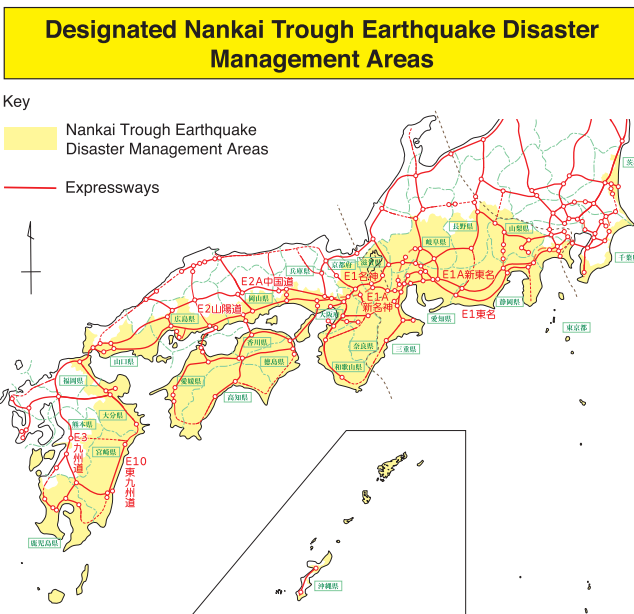 Designated Nankai Trough Earthquake Disaster
Management Areas
Key
Nankai Trough Earthquake
Disaster Management Areas
Expressways
茨
長野県
山梨県
岐阜県
千葉県
京都府
滋賀県
兵庫県
E1名神
E1A新東名
E2A中国道
岡山県
E1A
新名神
静岡県
E2山陽道
広島県
大阪府
愛知県
E1東名
東京都
香川県
奈良県
三重県
山口県
徳島県
和歌山県
福岡県
愛媛県
高知県
大分県
熊本県
E3
九州道
宮崎県
E10
東九州道
鹿児島県
沖縄県